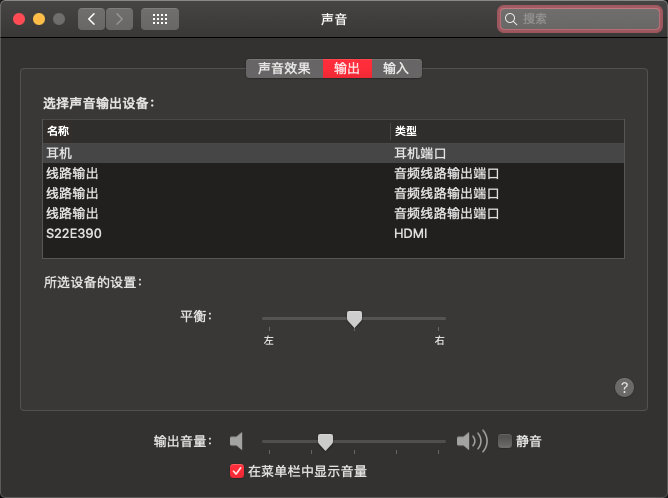 声音
搜索
声音效果 输出 输入
选择声音输出设备：
名称 类型
耳机 耳机端口
线路输出 音频线路输出端口
线路输出 音频线路输出端口
线路输出 音频线路输出端口
S22E390 HDMI
所选设备的设置：
平衡：
左 右
?
输出音量： 静音
在菜单栏中显示音量